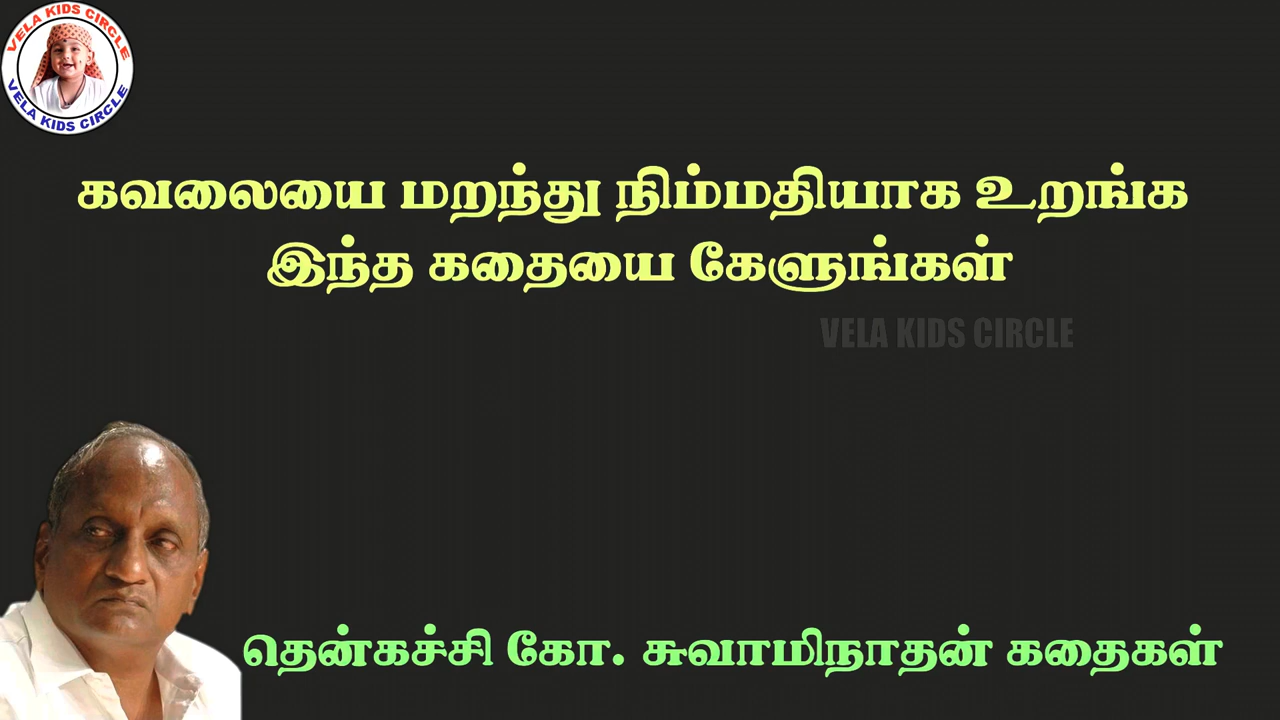 VELA KIDS CIRCLE
VELA KIDS CIRCLE
கவலையை மறந்து நிம்மதியாக உறங்க
இந்த கதையை கேளுங்கள்
VELA KIDS CIRCLE
தென்கச்சி கோ. சுவாமிநாதன் கதைகள்